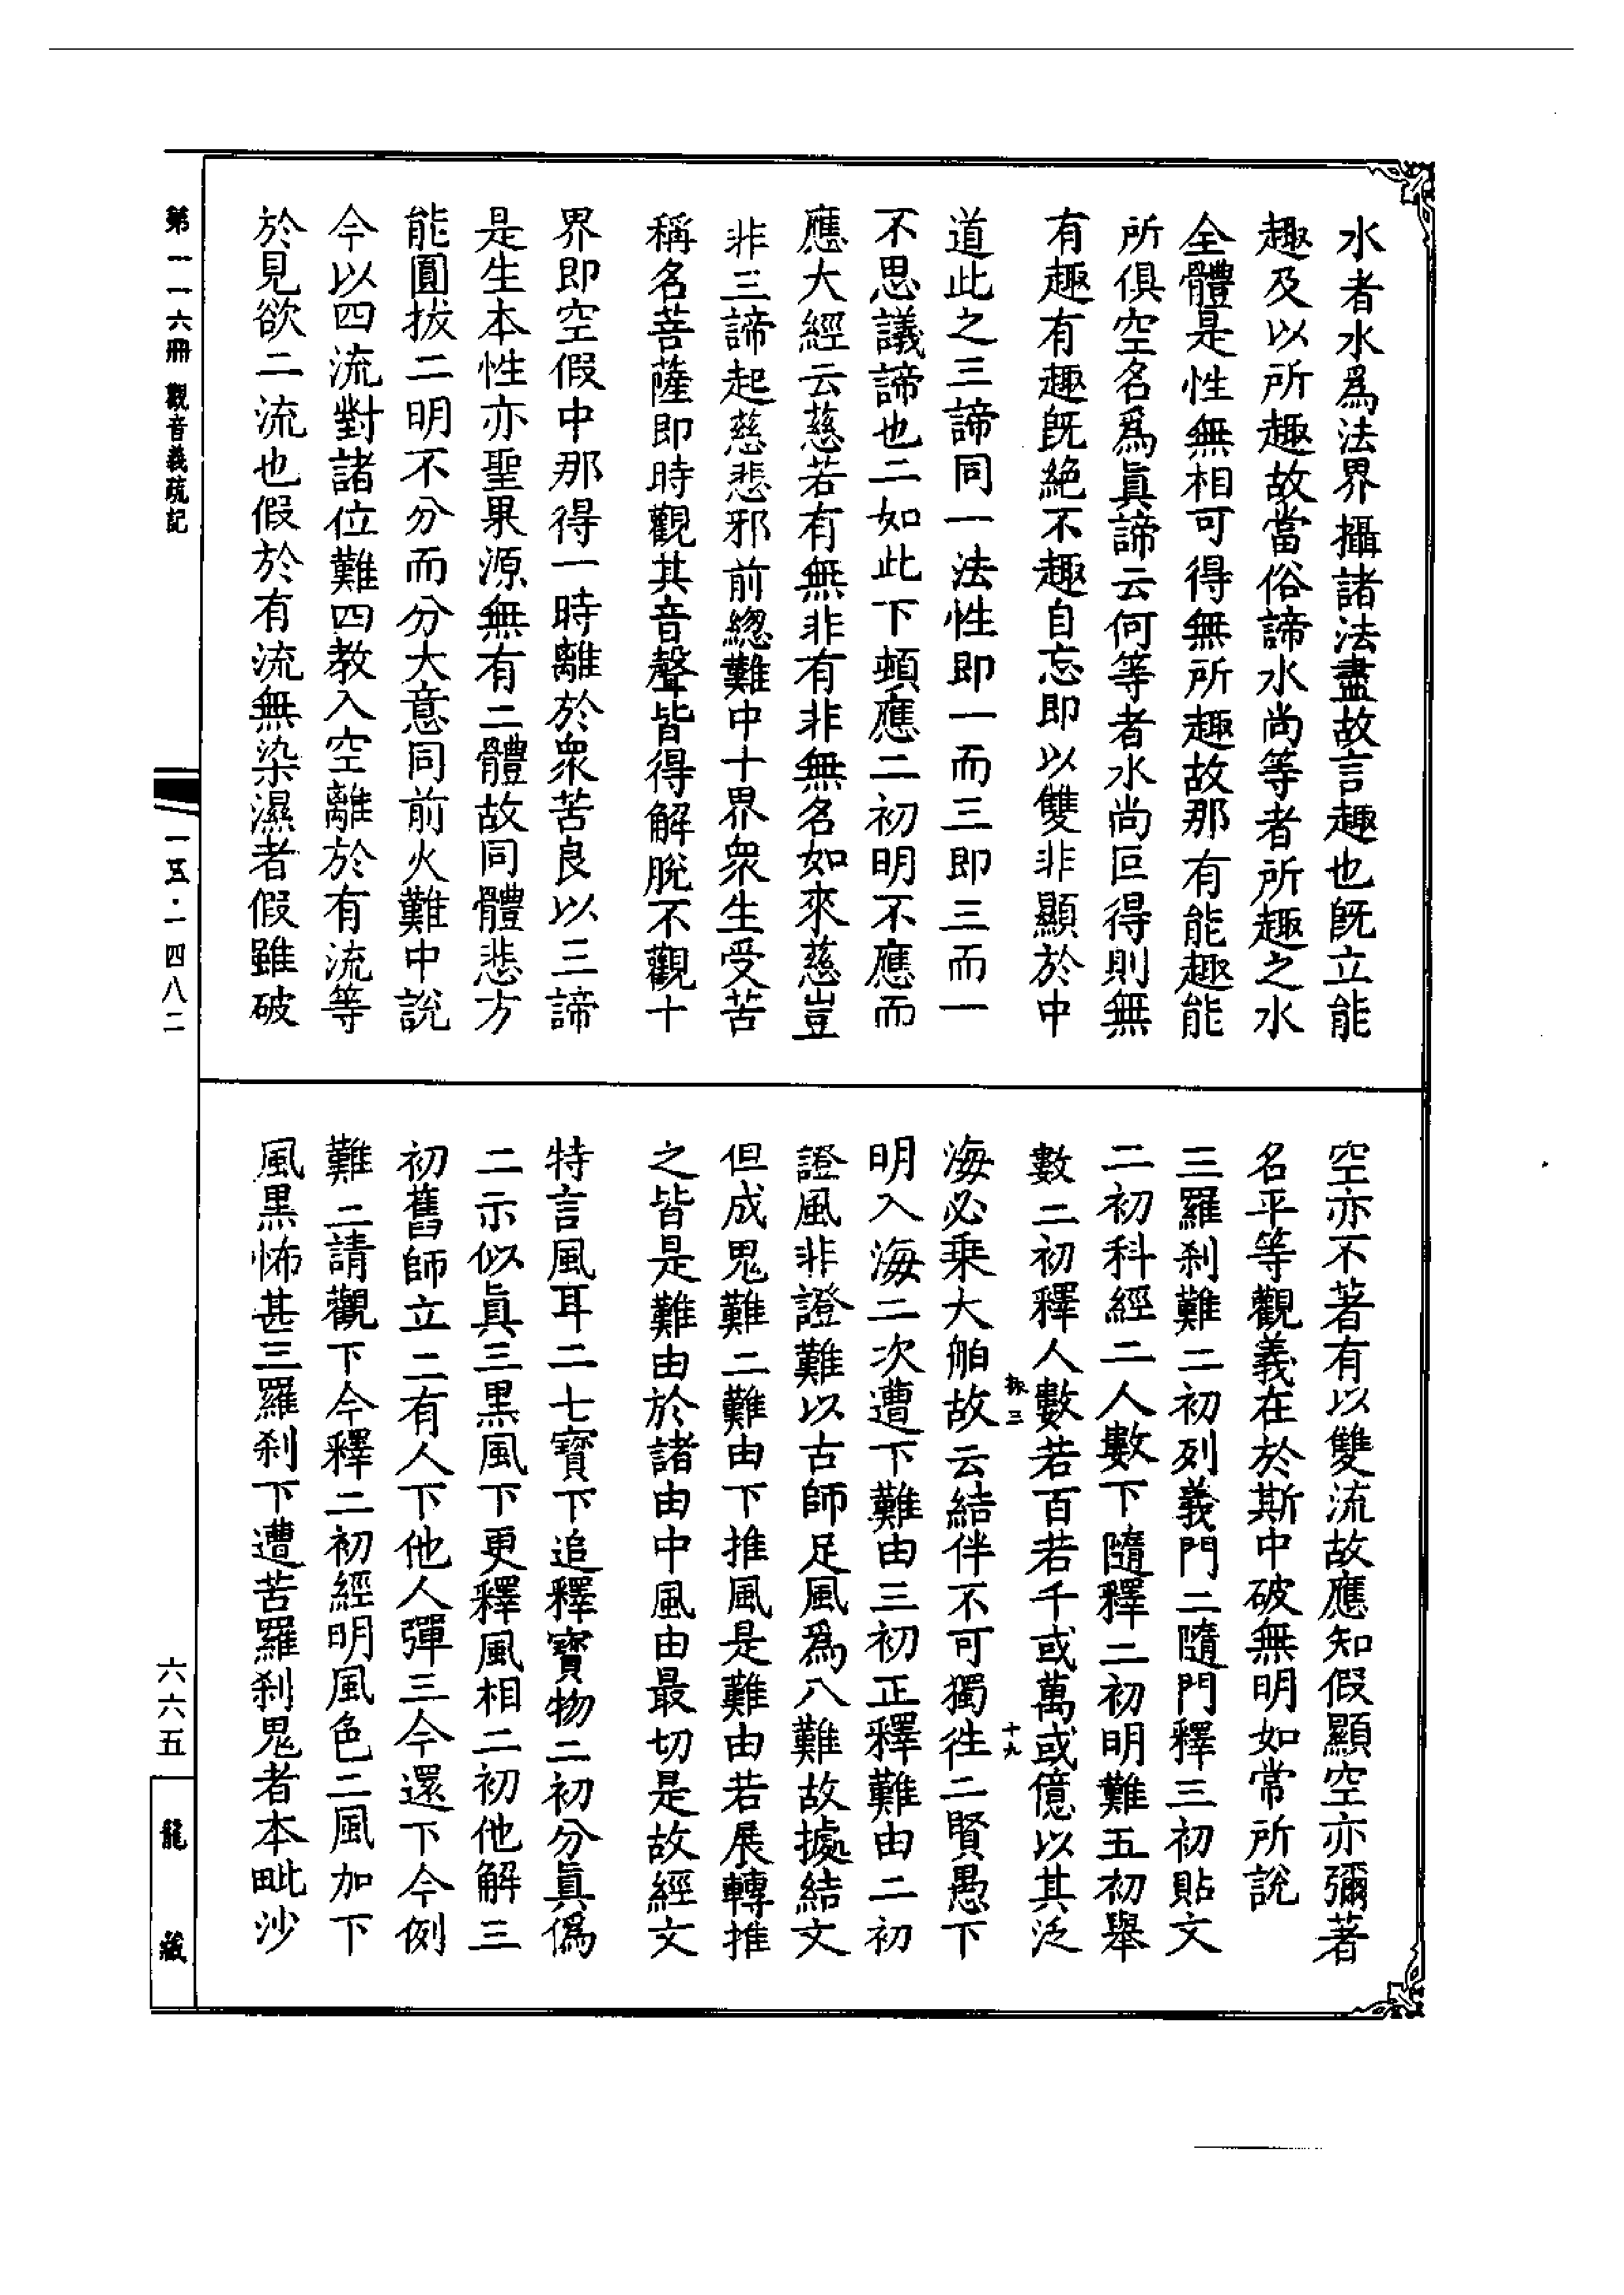 水者水爲法界攝諸法盡故言趣也旣立能
趣及以所趣故當俗諦水尚等者所趣之水
全體是性無相可得無所趣故那有能趣能
所俱空名爲眞諦云何等者水尚叵得則無
有趣有趣旣絶不趣自忘即以雙非顯於中
道此之三諦同一法性即一而三即三而一
不思議諦也二如此下頓應二初明不應而
應大經云慈若有無非有非無名如來慈豈
非三諦起慈悲邪前緫難中十界衆生受苦
稱名菩薩即時觀其音聲皆得解脫不觀十
界即空假中那得一時離於衆苦良以三諦
是生本性亦聖果源無有二體故同體悲方
能圓拔二明不分而分大意同前火難中說
今以四流對諸位難四教入空離於有流等
於見欲二流也假於有流無染濕者假雖破
空亦不著有以雙流故應知假顯空亦彌著
名平等觀義在於斯中破無明如常所說
三羅刹難二初列義門二隨門釋三初貼文
二初科經二人數下隨釋二初明難五初舉
數二初釋人數若百若千或萬或億以其泛
海必乗大舶故云結伴不可獨徃二賢愚下
明入海二次遭下難由三初正釋難由二初
證風非證難以古師足風爲八難故據結文
但成鬼難二難由下推風是難由若展轉推
之皆是難由於諸由中風由最切是故經文
特言風耳二七寳下追釋寳物二初分眞僞
二示似眞三黑風下更釋風相二初他解三
初舊師立二有人下他人彈三今還下今例
難二請觀下今釋二初經明風色二風加下
風黒怖甚三羅刹下遭苦羅刹鬼者本毗沙
第一一六冊 觀音義疏記
一五·一四八二
六六五
龍藏
十九